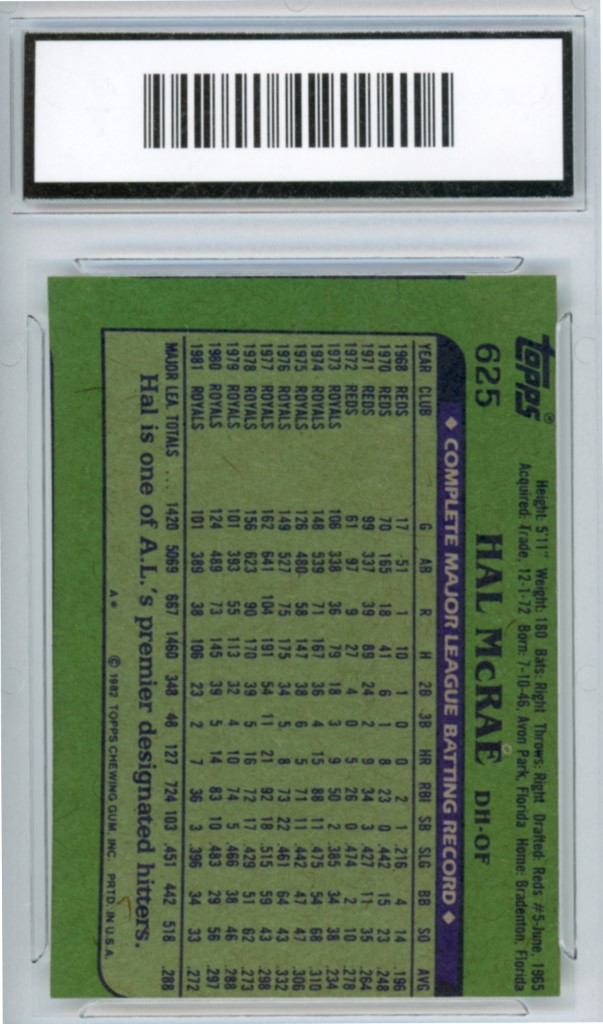 topps®
Height: 5'11" Weight: 180 Bats: Right Throws: Right Drafted: Reds #5-June, 1965
Acquired: Trade, 12-1-72 Born: 7-10-46, Avon Park, Florida Home: Bradenton, Florida
625 HAL McRAE DH-OF
◆ COMPLETE MAJOR LEAGUE BATTING RECORD ◆
YEAR CLUB G AB R H 2B 3B HR RBI SB SLG BB SO AVG
1968 REDS 17 51 1 10 1 0 0 2 1 .216 4 14 .196
1970 REDS 70 165 18 41 6 1 8 23 0 .442 15 23 .248
1971 REDS 99 337 39 89 24 2 9 34 3 .427 11 35 .264
1972 REDS 61 97 9 27 4 0 5 26 0 .474 2 10 .278
1973 ROYALS 106 338 36 79 18 3 9 50 2 .385 34 38 .234
1974 ROYALS 148 539 71 167 36 4 15 88 11 .475 54 68 .310
1975 ROYALS 126 480 58 147 38 6 5 71 11 .442 47 47 .306
1976 ROYALS 149 527 75 175 34 5 8 73 22 .461 64 43 .332
1977 ROYALS 162 641 104 191 54 11 21 92 18 .515 59 43 .298
1978 ROYALS 156 623 90 170 39 5 16 72 17 .429 51 62 .273
1979 ROYALS 101 393 55 113 32 4 10 74 5 .466 38 46 .288
1980 ROYALS 124 489 73 145 39 5 14 83 10 .483 29 56 .297
1981 ROYALS 101 389 38 106 23 2 7 36 3 .396 34 33 .272
MAJOR LEA. TOTALS ... 1420 5069 667 1460 348 48 127 724 103 .451 442 518 .288
Hal is one of A.L.'s premier designated hitters.
A* © 1982 TOPPS CHEWING GUM, INC. PRTD. IN U.S.A.